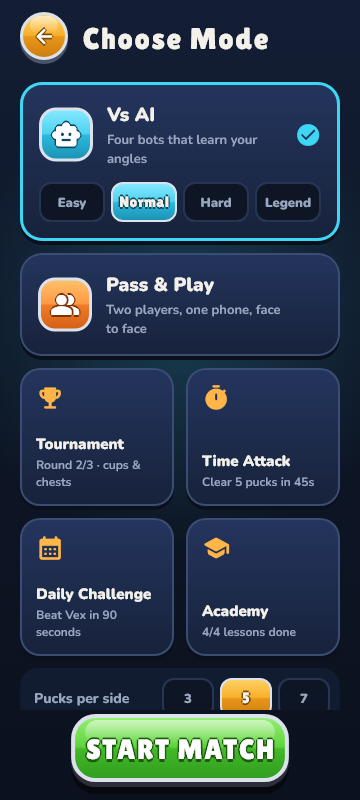 Choose Mode
Vs AI
Four bots that learn your
angles
Easy
Normal
Hard
Legend
Pass & Play
Two players, one phone, face
to face
Tournament
Round 2/3 · cups &
chests
Time Attack
Clear 5 pucks in 45s
Daily Challenge
Beat Vex in 90
seconds
Academy
4/4 lessons done
Pucks per side
3
5
7
START MATCH